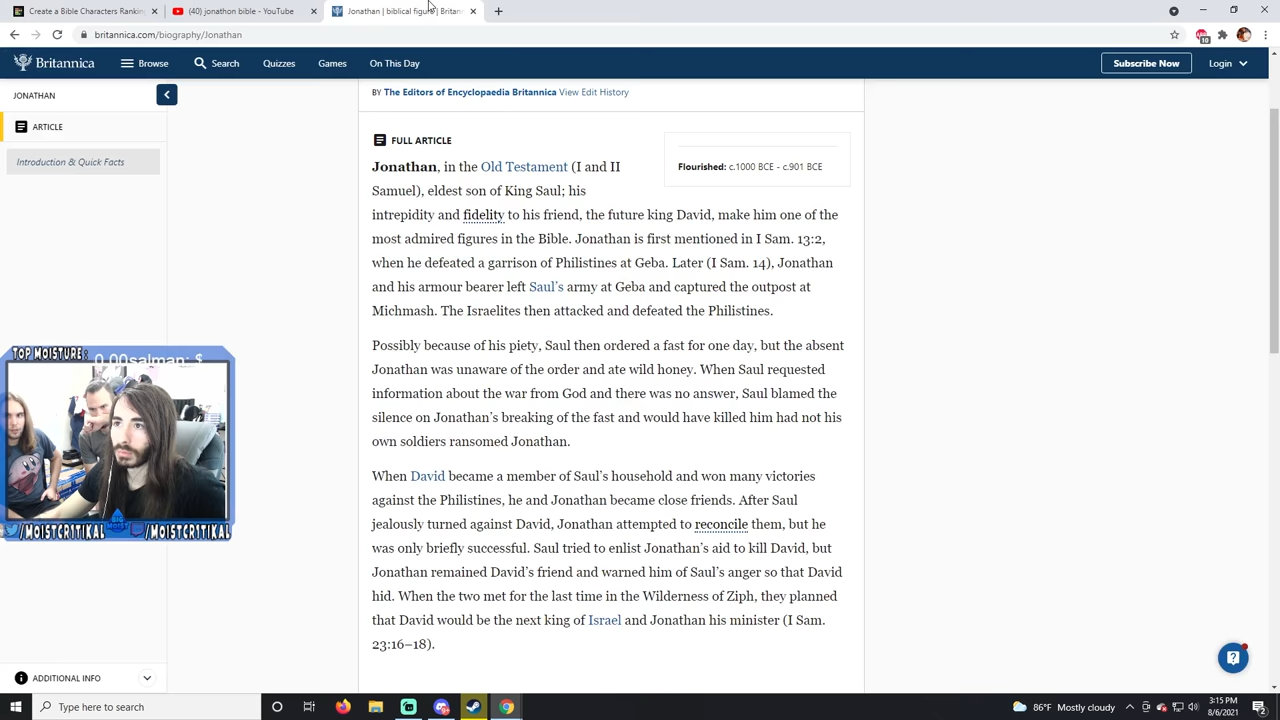 Create a Bible Characters Ranking
(40) jonathon bible - YouTube
Jonathan | biblical figure | Britan
britannica.com/biography/Jonathan
10
Britannica
Browse
Search
Quizzes
Games
On This Day
Subscribe Now
Login
JONATHAN
ARTICLE
Introduction & Quick Facts
BY The Editors of Encyclopaedia Britannica View Edit History
FULL ARTICLE
Flourished: c.1000 BCE - c.901 BCE
Jonathan, in the Old Testament (I and II
Samuel), eldest son of King Saul; his
intrepidity and fidelity to his friend, the future king David, make him one of the
most admired figures in the Bible. Jonathan is first mentioned in I Sam. 13:2,
when he defeated a garrison of Philistines at Geba. Later (I Sam. 14), Jonathan
and his armour bearer left Saul's army at Geba and captured the outpost at
Michmash. The Israelites then attacked and defeated the Philistines.
Possibly because of his piety, Saul then ordered a fast for one day, but the absent
Jonathan was unaware of the order and ate wild honey. When Saul requested
information about the war from God and there was no answer, Saul blamed the
silence on Jonathan's breaking of the fast and would have killed him had not his
own soldiers ransomed Jonathan.
When David became a member of Saul's household and won many victories
against the Philistines, he and Jonathan became close friends. After Saul
jealously turned against David, Jonathan attempted to reconcile them, but he
was only briefly successful. Saul tried to enlist Jonathan's aid to kill David, but
Jonathan remained David's friend and warned him of Saul's anger so that David
hid. When the two met for the last time in the Wilderness of Ziph, they planned
that David would be the next king of Israel and Jonathan his minister (I Sam.
23:16–18).
TOP MOISTURE:
0.00salman: $
BIG MOIST
/MOISTCRITIKAL
/MOISTCRITIKAL
ADDITIONAL INFO
Type here to search
86°F Mostly cloudy
3:15 PM
8/6/2021
2